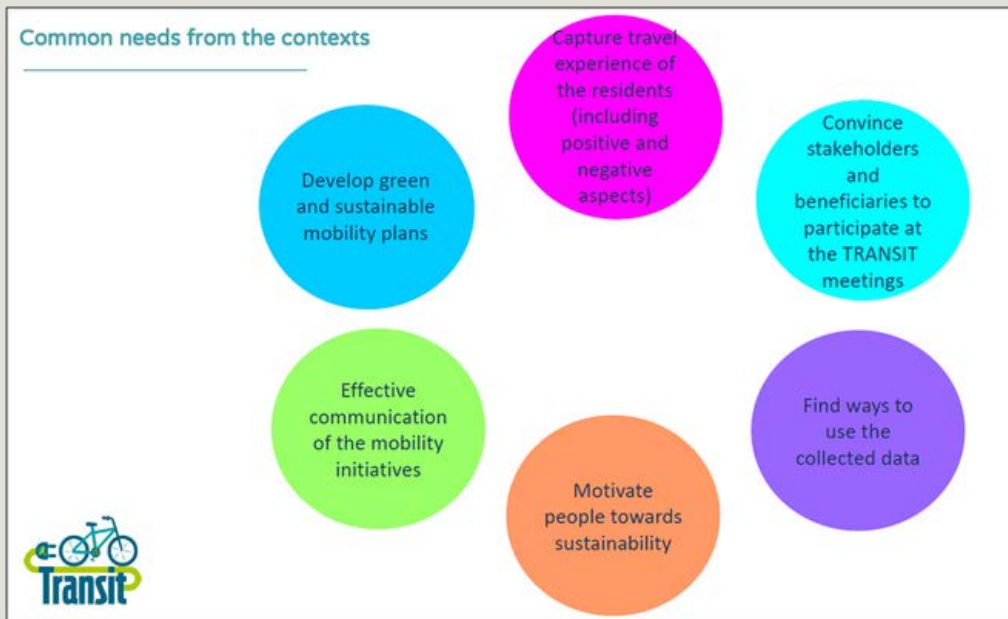 Common needs from the contexts
Capture travel
experience of
the residents
(including
positive and
negative
aspects)
Convince
stakeholders
and
beneficiaries to
participate at
the TRANSIT
meetings
Develop green
and sustainable
mobility plans
Effective
communication
of the mobility
initiatives
Motivate
people towards
sustainability
Find ways to
use the
collected data
Transit